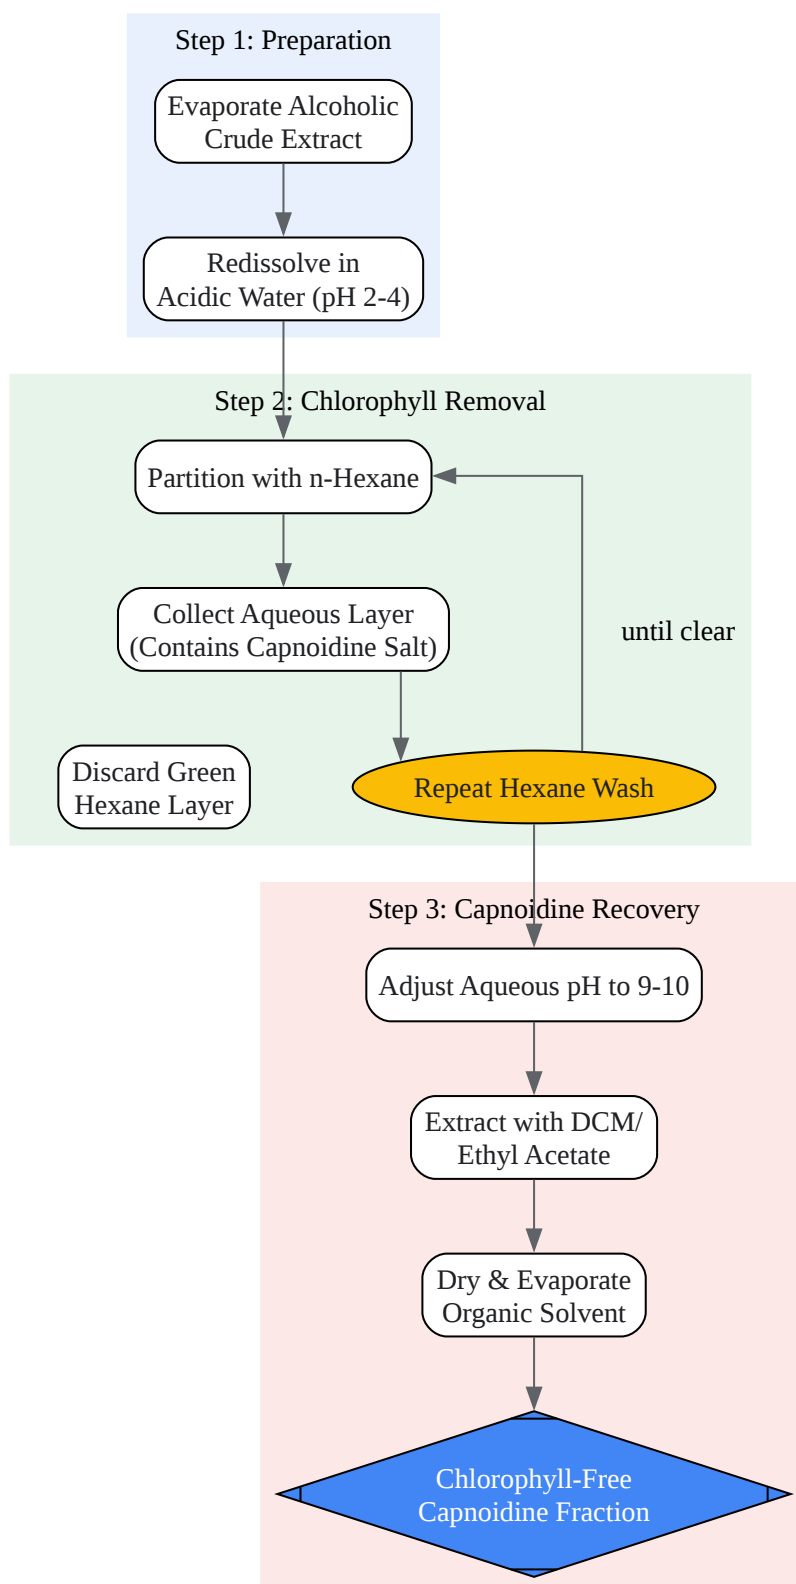 Step 1: Preparation
Evaporate Alcoholic
Crude Extract
Redissolve in
Acidic Water (pH 2-4)
Step 2: Chlorophyll Removal
Partition with n-Hexane
Collect Aqueous Layer
(Contains Capnoidine Salt)
until clear
Discard Green
Hexane Layer
Repeat Hexane Wash
Step 3: Capnoidine Recovery
Adjust Aqueous pH to 9-10
Extract with DCM/
Ethyl Acetate
Dry & Evaporate
Organic Solvent
Chlorophyll-Free
Capnoidine Fraction